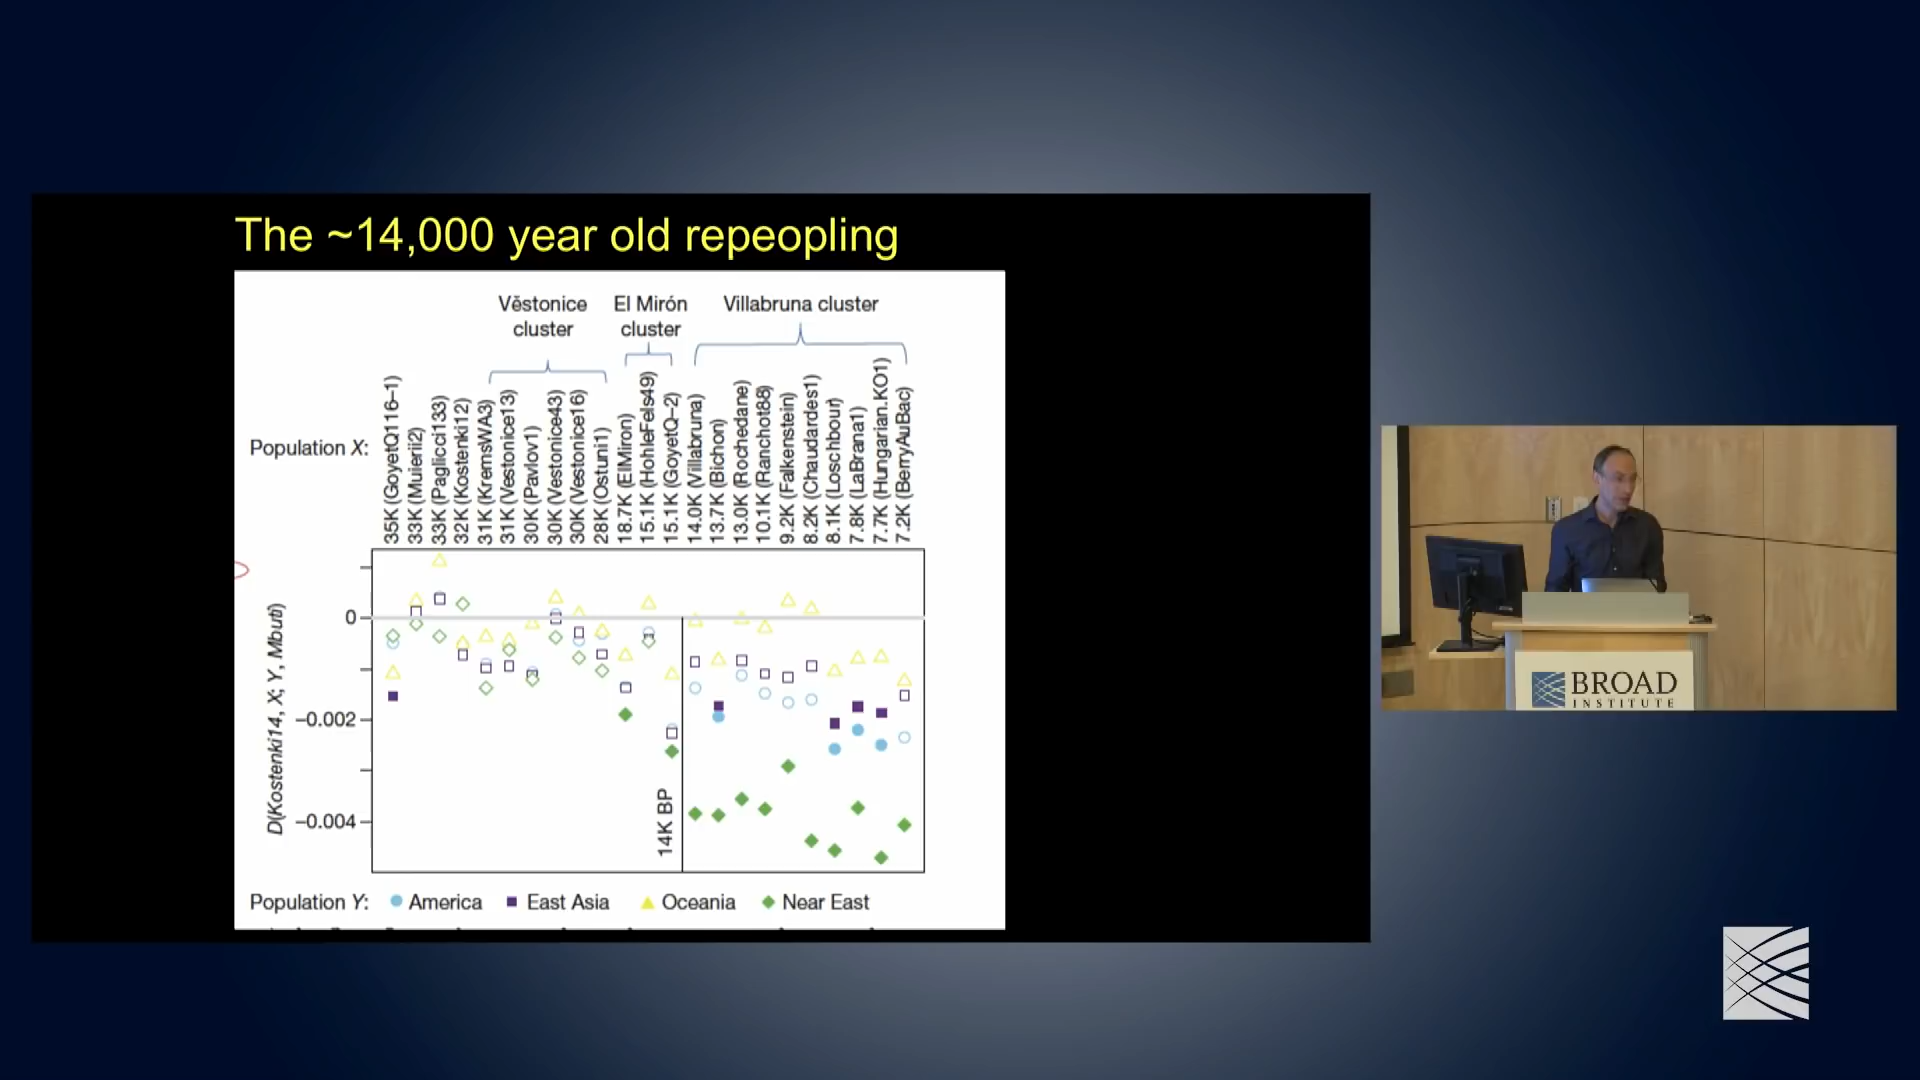 The ~14,000 year old repeopling
Věstonice cluster
El Mirón cluster
Villabruna cluster
Population X:
35K (GoyetQ116–1)
33K (Muierii2)
33K (Paglicci133)
32K (Kostenki12)
31K (KremsWA3)
31K (Vestonice13)
30K (Pavlov1)
30K (Vestonice43)
30K (Vestonice16)
28K (Ostuni1)
18.7K (ElMiron)
15.1K (HohleFels49)
15.1K (GoyetQ–2)
14.0K (Villabruna)
13.7K (Bichon)
13.0K (Rochedane)
10.1K (Ranchot88)
9.2K (Falkenstein)
8.2K (Chaudardes1)
8.1K (Loschbour)
7.8K (LaBrana1)
7.7K (Hungarian.KO1)
7.2K (BerryAuBac)
D(Kostenki14, X; Y, Mbuti)
0
–0.002
–0.004
14K BP
Population Y: America East Asia Oceania Near East
BROAD
INSTITUTE